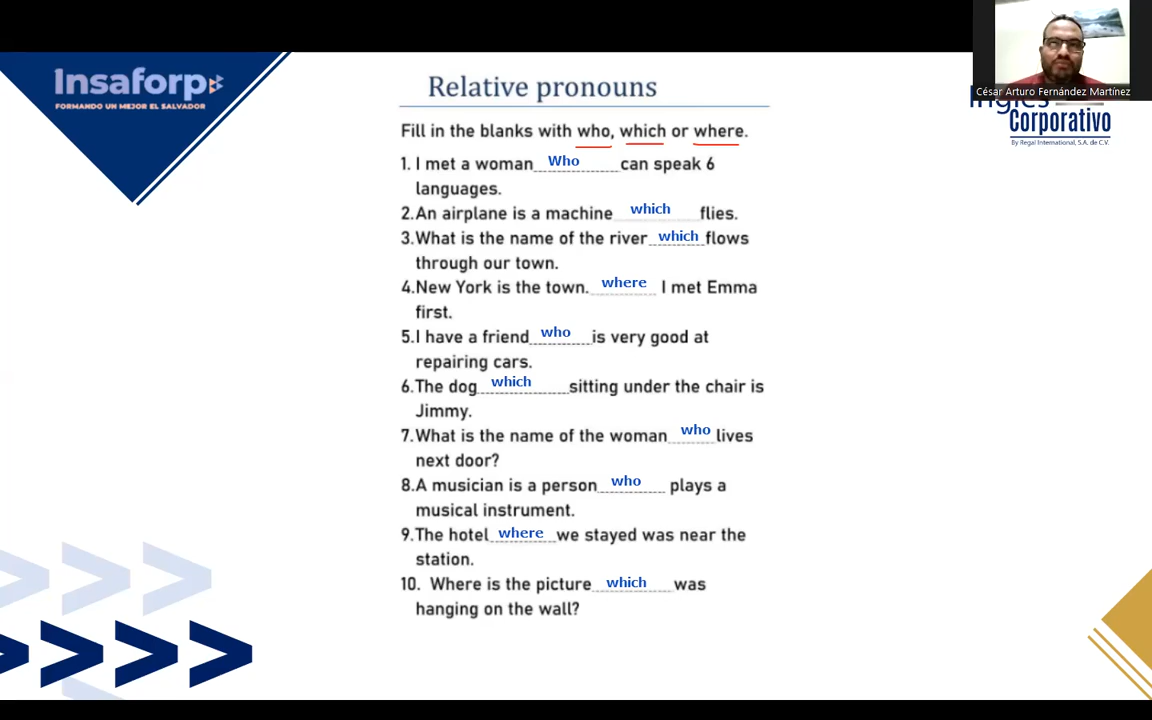 Insaforp
FORMANDO UN MEJOR EL SALVADOR
César Arturo Fernández Martínez
Inglés
Corporativo
By Regal International, S.A. de C.V.
Relative pronouns
Fill in the blanks with who, which or where.
1. I met a woman Who can speak 6
languages.
2.An airplane is a machine which flies.
3.What is the name of the river which flows
through our town.
4.New York is the town. where I met Emma
first.
5.I have a friend who is very good at
repairing cars.
6.The dog which sitting under the chair is
Jimmy.
7.What is the name of the woman who lives
next door?
8.A musician is a person who plays a
musical instrument.
9.The hotel where we stayed was near the
station.
10. Where is the picture which was
hanging on the wall?